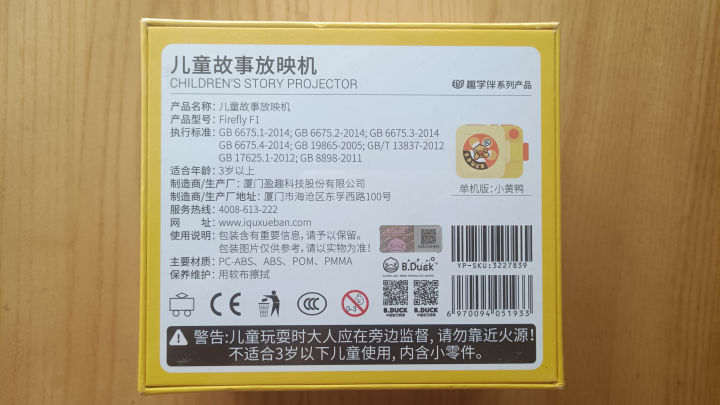 儿童故事放映机
CHILDREN'S STORY PROJECTOR
趣学伴系列产品
产品名称: 儿童故事放映机
产品型号: Firefly F1
执行标准: GB 6675.1-2014; GB 6675.2-2014; GB 6675.3-2014
GB 6675.4-2014; GB 19865-2005; GB/T 13837-2012
GB 17625.1-2012; GB 8898-2011
适合年龄: 3岁以上
制造商/生产厂: 厦门盈趣科技股份有限公司
制造商/生产厂地址: 厦门市海沧区东孚西路100号
服务热线: 4008-613-222
网 址: www.iquxueban.com
使用说明: 包装含有重要信息, 请予以保留。
包装图片仅供参考, 请以实物为准!
主要材质: PC-ABS、ABS、POM、PMMA
保养维护: 用软布擦拭
单机版: 小黄鸭
B.Duck
YP-SKU:3227839
B.DUCK
B.DUCK
6 970094 051933
CE
CCC
0-3
警告: 儿童玩耍时大人应在旁边监督, 请勿靠近火源!
不适合3岁以下儿童使用, 内含小零件。